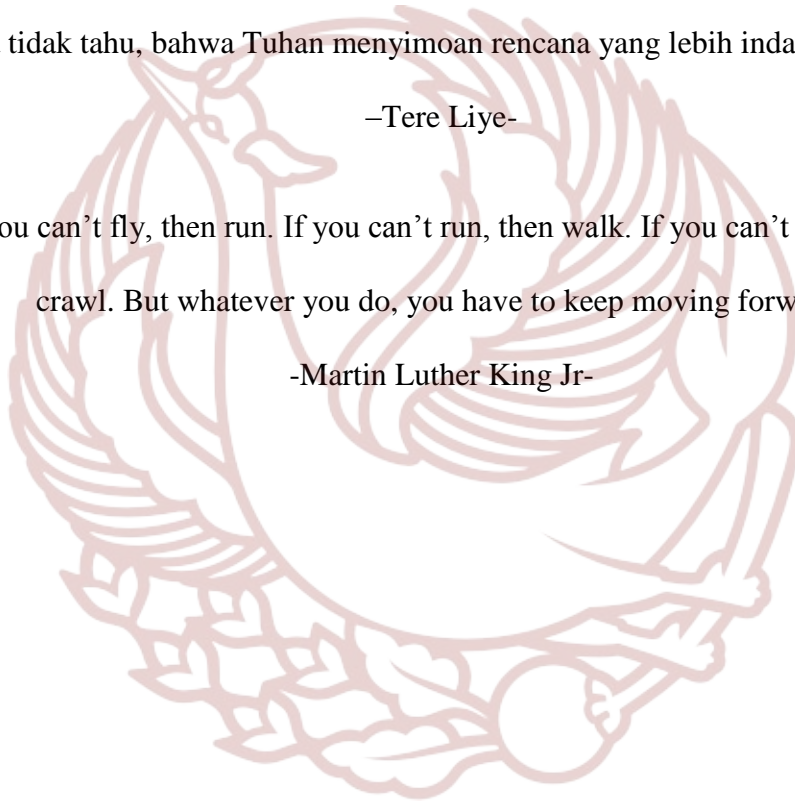 tidak tahu, bahwa Tuhan menyimoan rencana yang lebih inda
–Tere Liye-
ou can’t fly, then run. If you can’t run, then walk. If you can’t
crawl. But whatever you do, you have to keep moving forw
-Martin Luther King Jr-